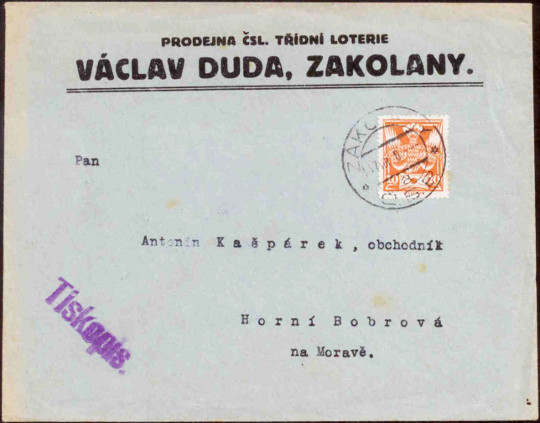 PRODEJNA ČSL. TŘÍDNÍ LOTERIE
VÁCLAV DUDA, ZAKOLANY.
Pan
Antonín Kašpárek, obchodník
Horní Bobrová
na Moravě.
Tiskopis.